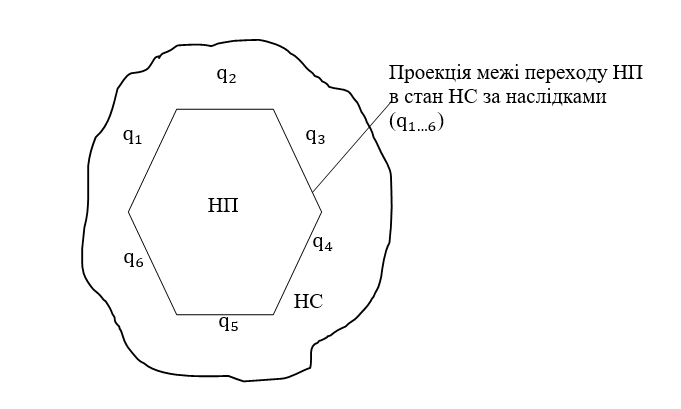 q₂
Проекція межі переходу НП
в стан НС за наслідками
(q₁...₆)
q₁
q₃
НП
q₄
q₆
НС
q₅